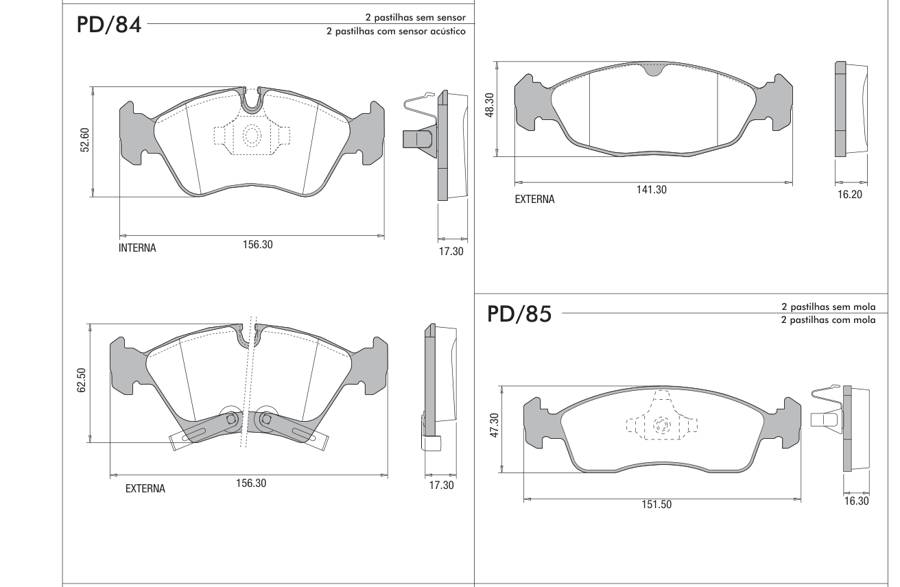 PD/84
2 pastilhas sem sensor
2 pastilhas com sensor acústico
52.60
INTERNA
156.30
17.30
62.50
EXTERNA
156.30
17.30
48.30
EXTERNA
141.30
16.20
PD/85
2 pastilhas sem mola
2 pastilhas com mola
47.30
151.50
16.30